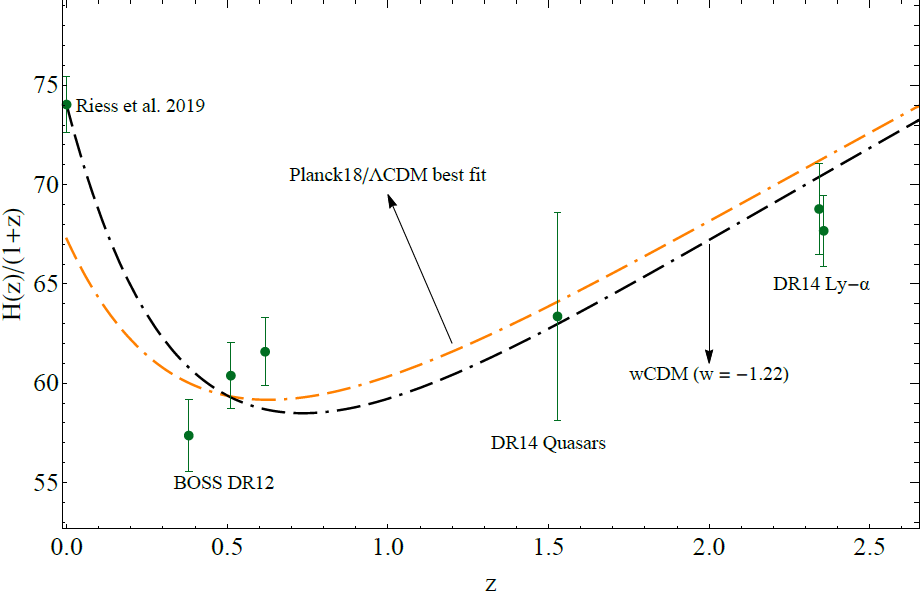 75
Riess et al. 2019
Planck18/ΛCDM best fit
70
H(z)/(1+z)
65
DR14 Ly−α
60
wCDM (w = −1.22)
DR14 Quasars
55
BOSS DR12
0.0 0.5 1.0 1.5 2.0 2.5
z